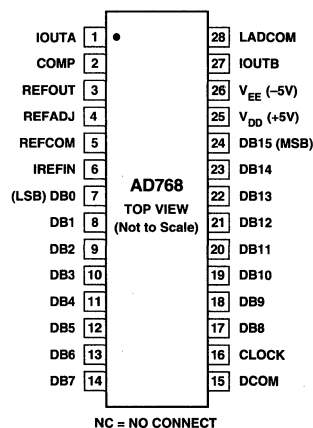 IOUTA 1 28 LADCOM
COMP 2 27 IOUTB
REFOUT 3 26 VEE (–5V)
REFADJ 4 25 VDD (+5V)
REFCOM 5 24 DB15 (MSB)
IREFIN 6 23 DB14
(LSB) DB0 7 22 DB13
DB1 8 21 DB12
DB2 9 20 DB11
DB3 10 19 DB10
DB4 11 18 DB9
DB5 12 17 DB8
DB6 13 16 CLOCK
DB7 14 15 DCOM
AD768
TOP VIEW
(Not to Scale)
NC = NO CONNECT